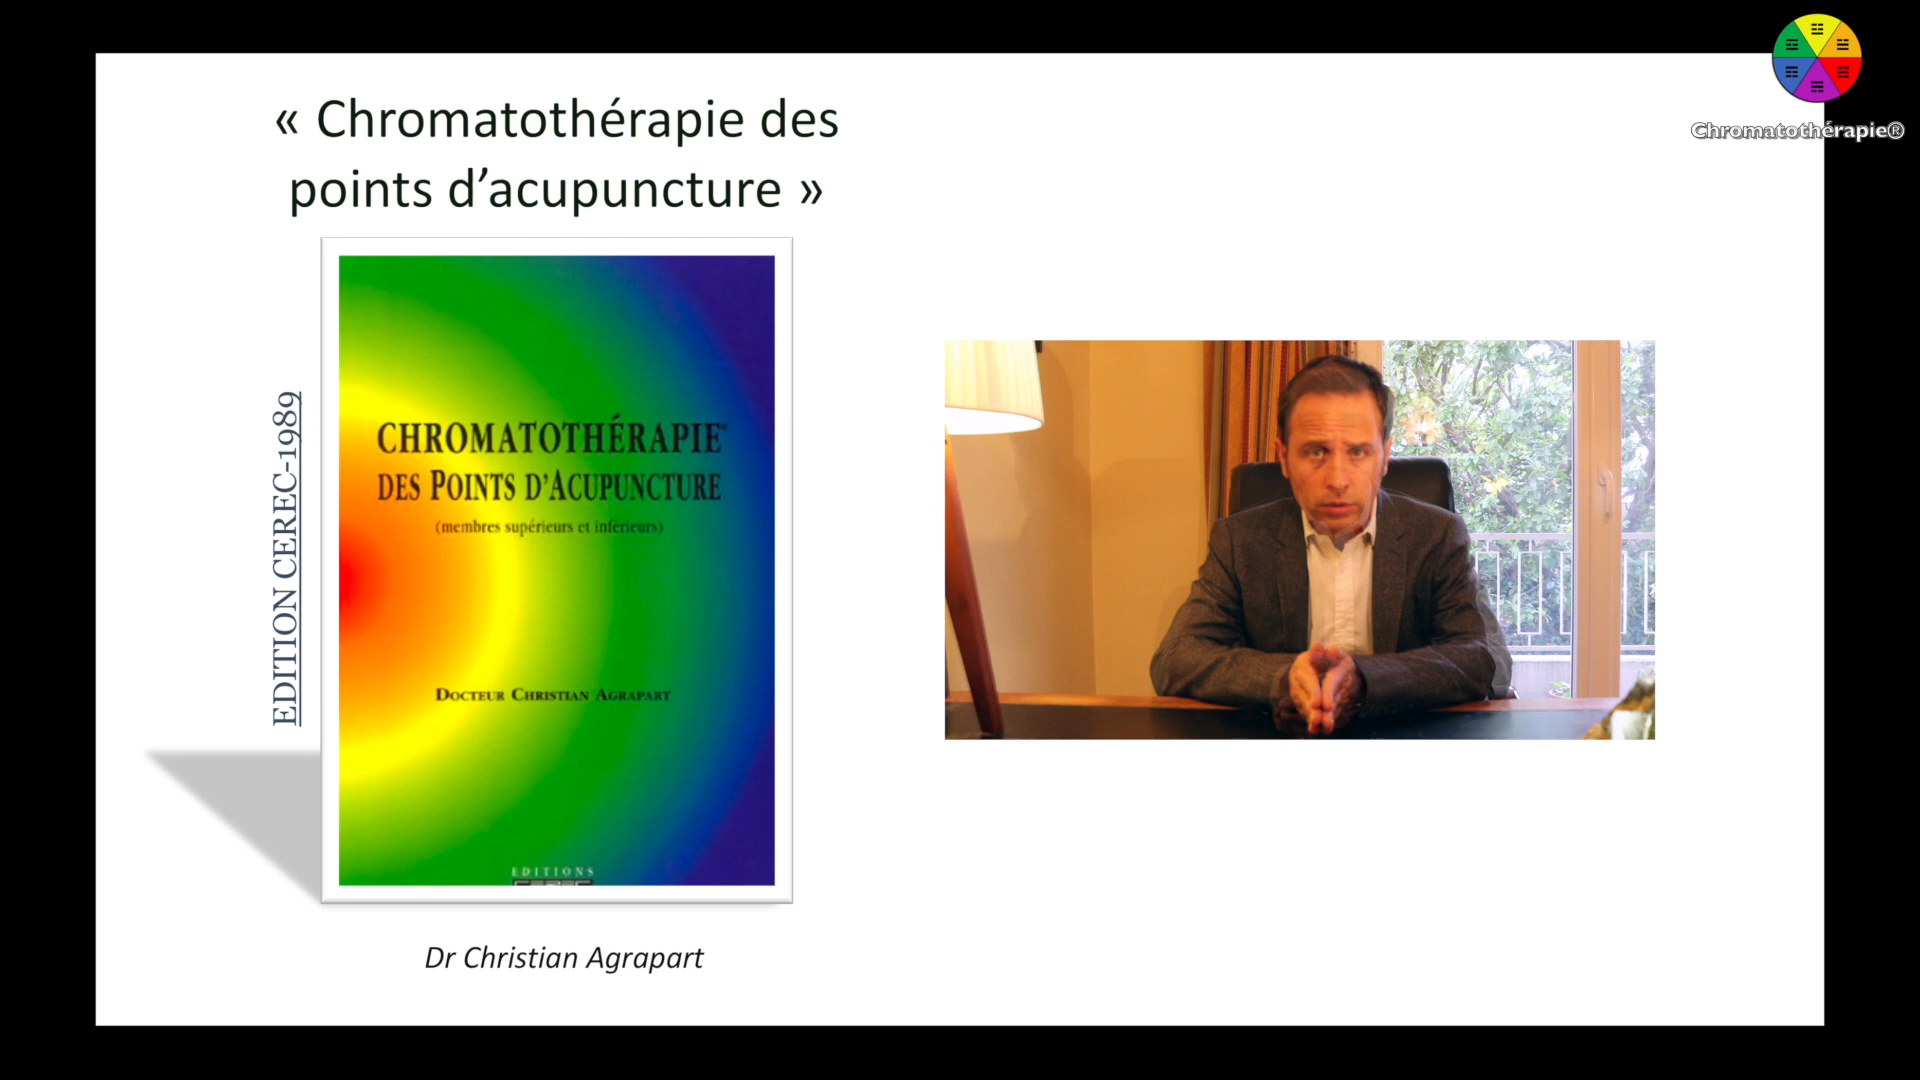 « Chromatothérapie des
points d’acupuncture »
Chromatothérapie®
EDITION CEREC-1989
CHROMATOTHÉRAPIE®
DES POINTS D’ACUPUNCTURE
(membres supérieurs et inférieurs)
DOCTEUR CHRISTIAN AGRAPART
EDITIONS
Dr Christian Agrapart